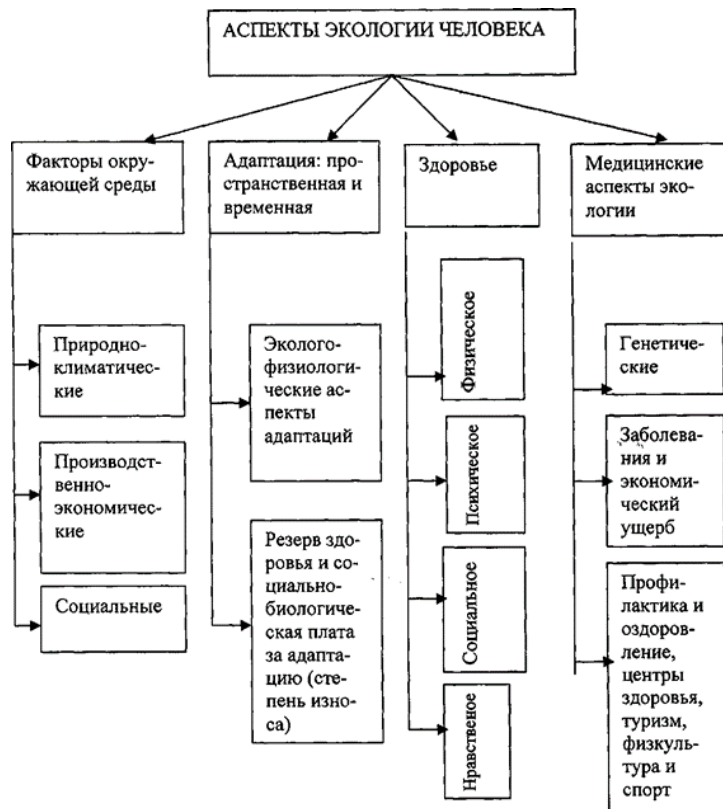 АСПЕКТЫ ЭКОЛОГИИ ЧЕЛОВЕКА
Факторы окру-
жающей среды
Природно-
климатичес-
кие
Производст-
венно-
экономичес-
кие
Социальные
Адаптация: про-
странственная и
временная
Эколого-
физиологи-
ческие ас-
пекты
адаптаций
Резерв здо-
ровья и со-
циально-
биологичес-
кая плата
за адапта-
цию (сте-
пень изно-
са)
Здоровье
Физическое
Психическое
Социальное
Нравственое
Медицинские
аспекты эко-
логии
Генетичес-
кие
Заболева-
ния и
экономи-
ческий
ущерб
Профи-
лактика и
оздоров-
ление,
центры
здоровья,
туризм,
физкуль-
тура и
спорт